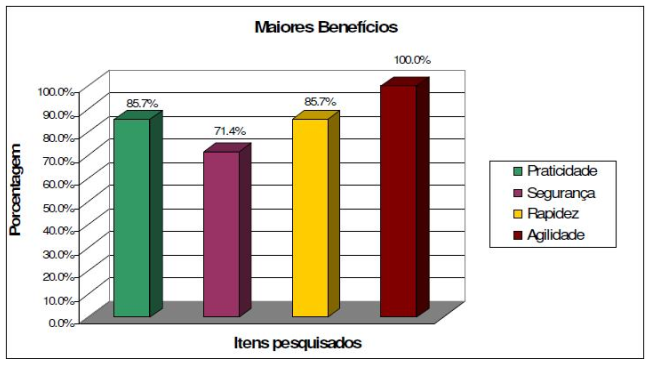 Maiores Benefícios
100.0%
85.7%
71.4%
85.7%
100.0%
90.0%
80.0%
70.0%
60.0%
50.0%
40.0%
30.0%
20.0%
10.0%
0.0%
Porcentagem
Itens pesquisados
Praticidade
Segurança
Rapidez
Agilidade